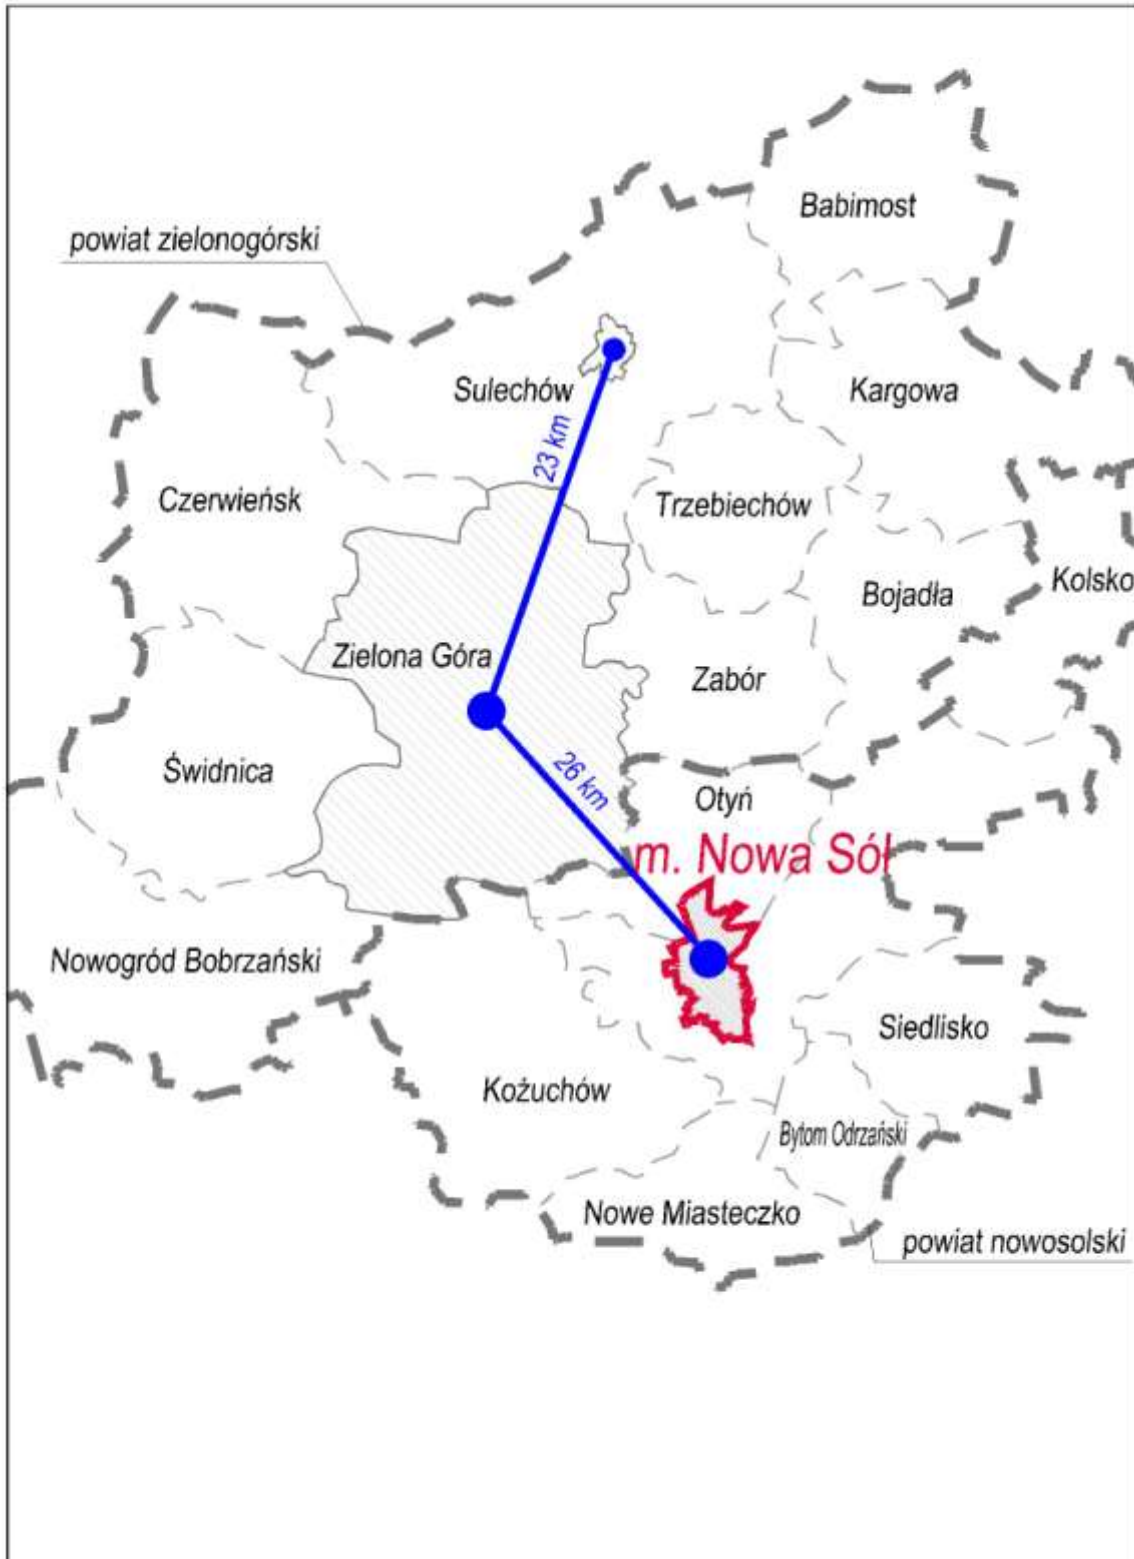 Babimost
powiat zielonogórski
Sulechów
Kargowa
23 km
Czerwieńsk
Trzebiechów
Kolsko
Bojadła
Zielona Góra
Zabór
Świdnica
26 km
Otyń
m. Nowa Sól
Nowogród Bobrzański
Siedlisko
Kożuchów
Bytom Odrzański
Nowe Miasteczko
powiat nowosolski